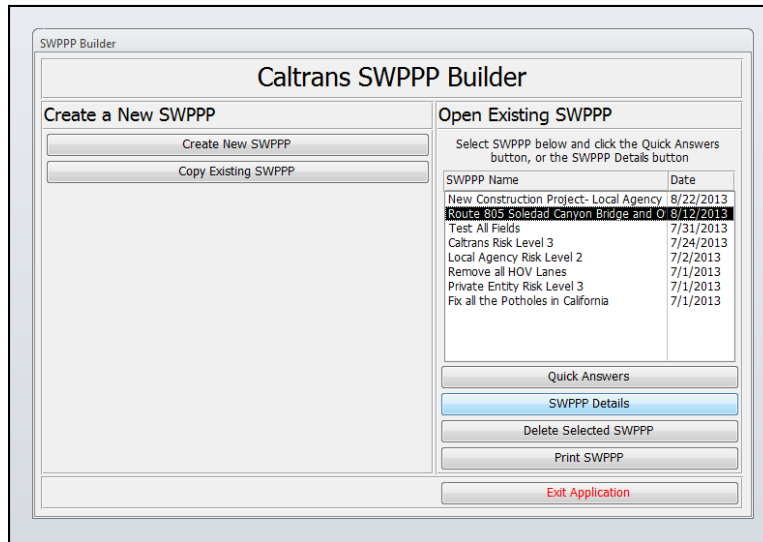 SWPPP Builder
Caltrans SWPPP Builder
Create a New SWPPP
Create New SWPPP
Copy Existing SWPPP
Open Existing SWPPP
Select SWPPP below and click the Quick Answers
button, or the SWPPP Details button
SWPPP Name Date
New Construction Project- Local Agency 8/22/2013
Route 805 Soledad Canyon Bridge and O 8/12/2013
Test All Fields 7/31/2013
Caltrans Risk Level 3 7/24/2013
Local Agency Risk Level 2 7/2/2013
Remove all HOV Lanes 7/1/2013
Private Entity Risk Level 3 7/1/2013
Fix all the Potholes in California 7/1/2013
Quick Answers
SWPPP Details
Delete Selected SWPPP
Print SWPPP
Exit Application